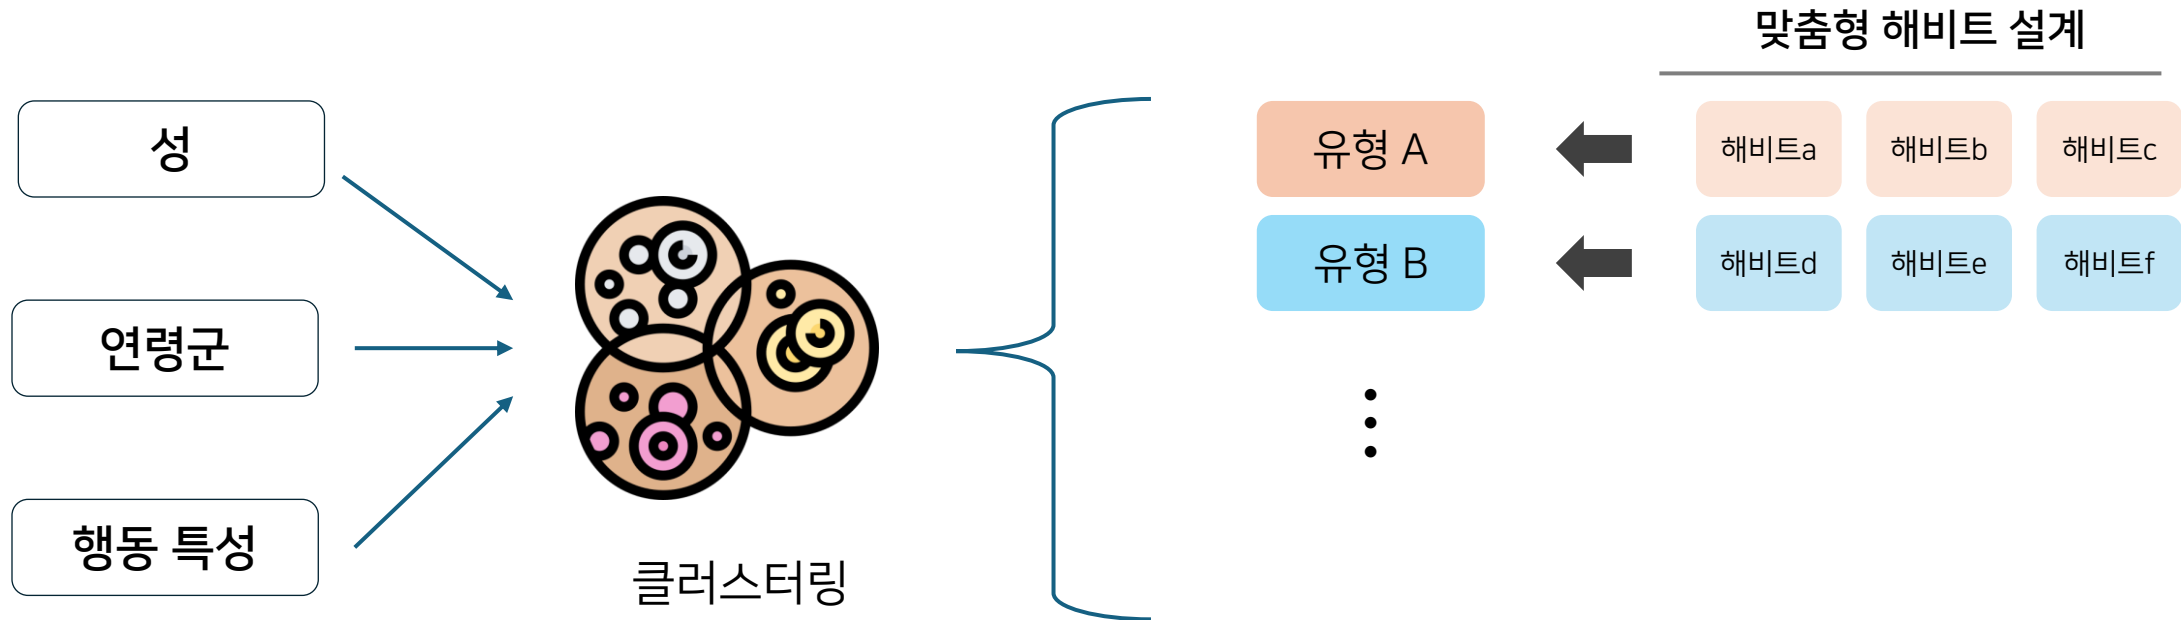 맞춤형 해비트 설계
성
연령군
행동 특성
클러스터링
유형 A
해비트a
해비트b
해비트c
유형 B
해비트d
해비트e
해비트f